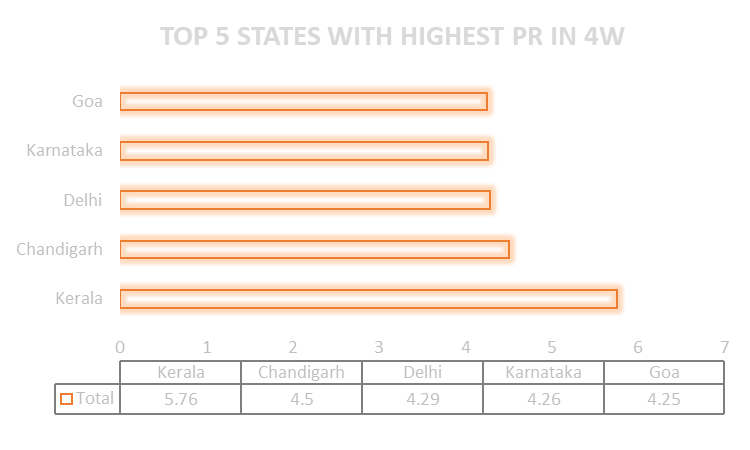 TOP 5 STATES WITH HIGHEST PR IN 4W
Goa
Karnataka
Delhi
Chandigarh
Kerala
0 1 2 3 4 5 6 7
Kerala Chandigarh Delhi Karnataka Goa
Total 5.76 4.5 4.29 4.26 4.25